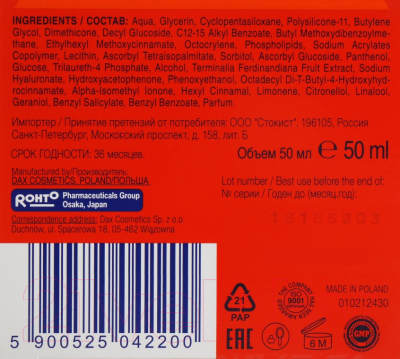 INGREDIENTS / СОСТАВ: Aqua, Glycerin, Cyclopentasiloxane, Polysilicone-11, Butylene
Glycol, Dimethicone, Decyl Glucoside, C12-15 Alkyl Benzoate, Butyl Methoxydibenzoylme-
thane, Ethylhexyl Methoxycinnamate, Octocrylene, Phospholipids, Sodium Acrylates
Copolymer, Lecithin, Ascorbyl Tetraisopalmitate, Sorbitol, Ascorbyl Glucoside, Panthenol,
Glucose, Trilaureth-4 Phosphate, Alcohol, Terminalia Ferdinandiana Fruit Extract, Sodium
Hyaluronate, Hydroxyacetophenone, Phenoxyethanol, Octadecyl Di-T-Butyl-4-Hydroxyhyd-
rocinnamate, Alpha-Isomethyl Ionone, Hexyl Cinnamal, Limonene, Citronellol, Linalool,
Geraniol, Benzyl Salicylate, Benzyl Benzoate, Parfum.
Импортер / Принятие претензий от потребителя: ООО "Стокист". 196105, Россия
Санкт-Петербург, Московский проспект, д. 158, лит. Б
СРОК ГОДНОСТИ: 36 месяцев.
Объем 50 мл ℮ 50 ml
Manufactured by/Производитель:
DAX COSMETICS, POLAND/ПОЛЬША
ROHTO Pharmaceuticals Group
Osaka, Japan
Correspondence address: Dax Cosmetics Sp. z o.o.
Duchnów, ul. Spacerowa 18, 05-462 Wiązowna
Lot number / Best use before the end of:
№ серии / Годен до (месяц.год):
21
PAP
ISO
9001
MADE IN POLAND
010212430
EAC
6 M
GMP
5 900525 042200